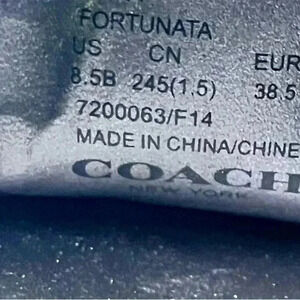 FORTUNATA
US CN EUR
8.5B 245(1.5) 38.5
7200063/F14
MADE IN CHINA/CHINE
COACH
NEW YORK